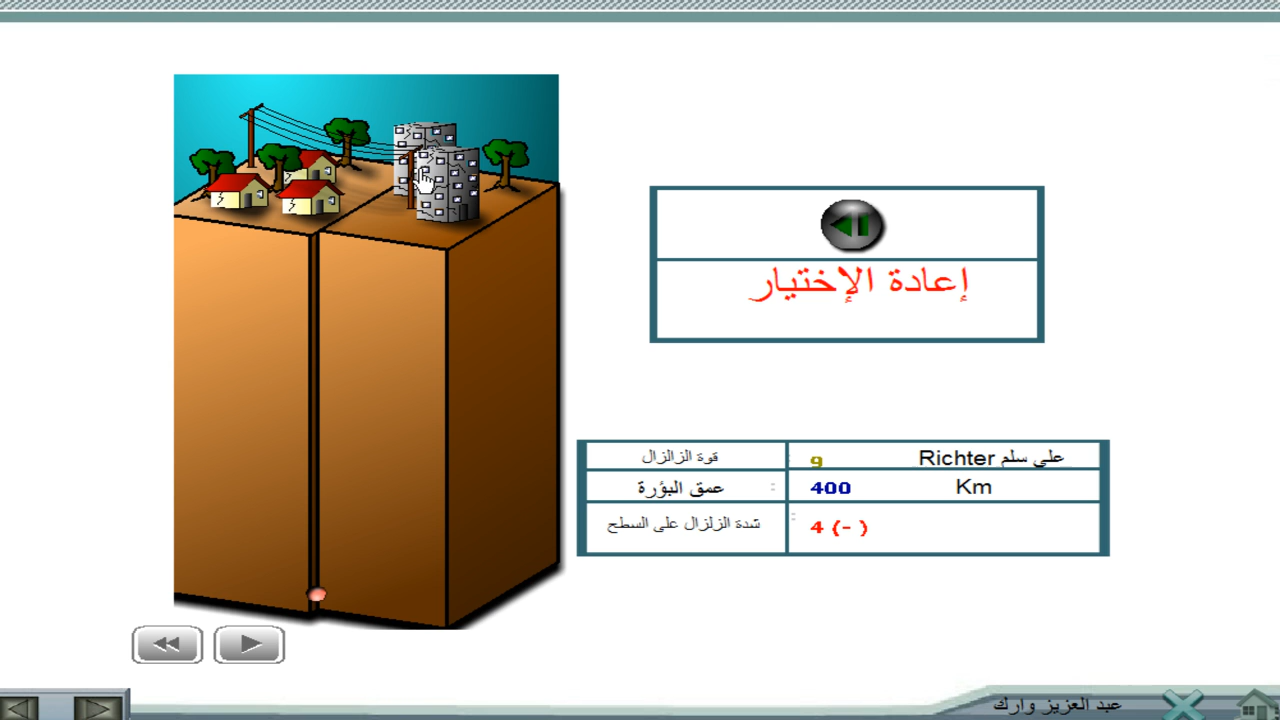 إعادة الإختيار
قوة الزالزال : 9 على سلم Richter
عمق البؤرة : 400 Km
شدة الزلزال على السطح : 4 (- )
عبد العزيز وارك